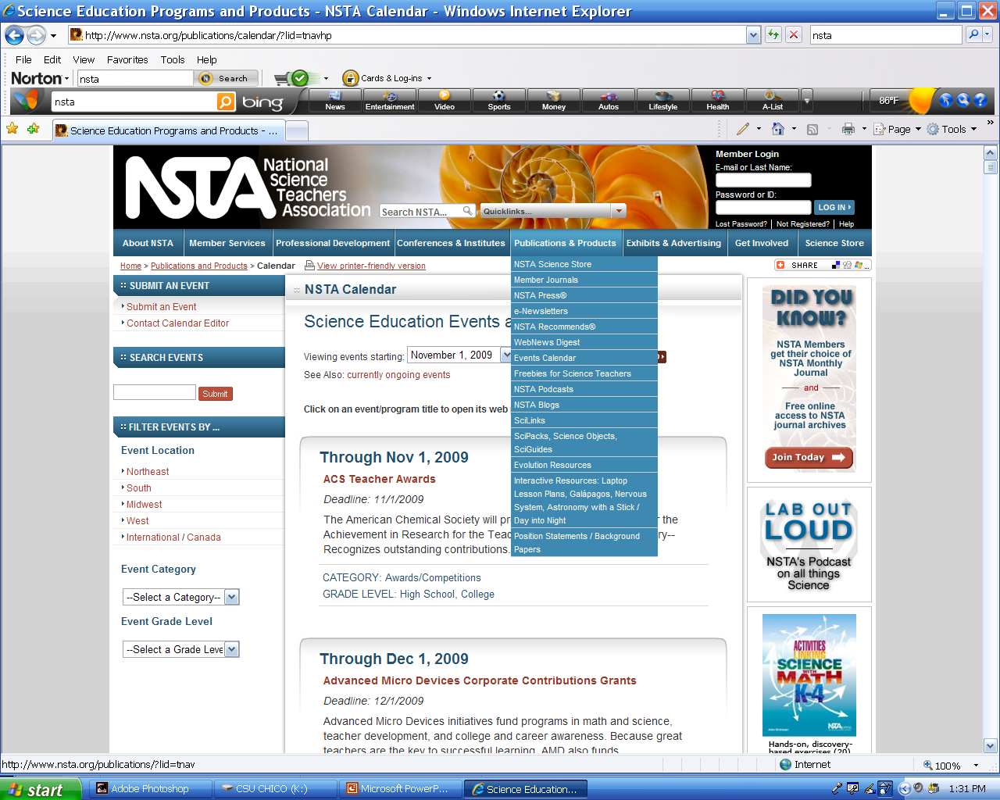 Science Education Programs and Products - NSTA Calendar - Windows Internet Explorer
http://www.nsta.org/publications/calendar/?lid=tnavhp
nsta
File Edit View Favorites Tools Help
Norton nsta Search Cards & Log-ins
nsta bing News Entertainment Video Sports Money Autos Lifestyle Health A-List 86°F
Science Education Programs and Products - ... Page Tools
NSTA National Science Teachers Association
Search NSTA... Quicklinks...
Member Login
E-mail or Last Name:
Password or ID:
LOG IN
Lost Password? Not Registered? Help
About NSTA Member Services Professional Development Conferences & Institutes Publications & Products Exhibits & Advertising Get Involved Science Store
Home > Publications and Products > Calendar View printer-friendly version
SHARE ...
NSTA Science Store
Member Journals
NSTA Press®
e-Newsletters
NSTA Recommends®
WebNews Digest
Events Calendar
Freebies for Science Teachers
NSTA Podcasts
NSTA Blogs
SciLinks
SciPacks, Science Objects,
SciGuides
Evolution Resources
Interactive Resources: Laptop
Lesson Plans, Galápagos, Nervous
System, Astronomy with a Stick /
Day into Night
Position Statements / Background
Papers
SUBMIT AN EVENT
Submit an Event
Contact Calendar Editor
SEARCH EVENTS
Submit
FILTER EVENTS BY ...
Event Location
Northeast
South
Midwest
West
International / Canada
Event Category
--Select a Category--
Event Grade Level
--Select a Grade Leve
NSTA Calendar
Science Education Events a
Viewing events starting: November 1, 2009
See Also: currently ongoing events
Click on an event/program title to open its web
Through Nov 1, 2009
ACS Teacher Awards
Deadline: 11/1/2009
The American Chemical Society will pr r the
Achievement in Research for the Teac ry--
Recognizes outstanding contributions.
CATEGORY: Awards/Competitions
GRADE LEVEL: High School, College
Through Dec 1, 2009
Advanced Micro Devices Corporate Contributions Grants
Deadline: 12/1/2009
Advanced Micro Devices initiatives fund programs in math and science,
teacher development, and college and career awareness. Because great
teachers are the key to successful learning, AMD also funds
DID YOU
KNOW?
NSTA Members
get their choice of
NSTA Monthly
Journal
and
Free online
access to NSTA
journal archives
Join Today
LAB OUT
LOUD
NSTA's Podcast
on all things
Science
ACTIVITIES
LINKING
SCIENCE
WITH
MATH
K-4
NSTA
Hands-on, discovery-
based exercises (20)
http://www.nsta.org/publications/?lid=tnav
Internet 100%
start Adobe Photoshop CSU CHICO (K:) Microsoft PowerP... Science Education... 1:31 PM